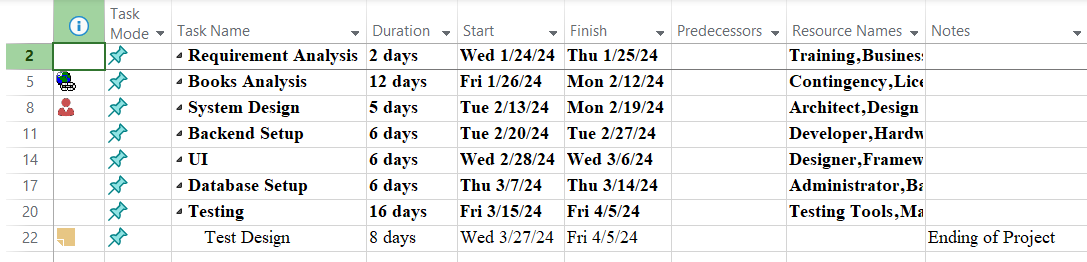 Task Mode Task Name Duration Start Finish Predecessors Resource Names Notes
2 Requirement Analysis 2 days Wed 1/24/24 Thu 1/25/24 Training,Business
5 Books Analysis 12 days Fri 1/26/24 Mon 2/12/24 Contingency,Lice
8 System Design 5 days Tue 2/13/24 Mon 2/19/24 Architect,Design
11 Backend Setup 6 days Tue 2/20/24 Tue 2/27/24 Developer,Hardw
14 UI 6 days Wed 2/28/24 Wed 3/6/24 Designer,Framew
17 Database Setup 6 days Thu 3/7/24 Thu 3/14/24 Administrator,Ba
20 Testing 16 days Fri 3/15/24 Fri 4/5/24 Testing Tools,Ma
22 Test Design 8 days Wed 3/27/24 Fri 4/5/24 Ending of Project